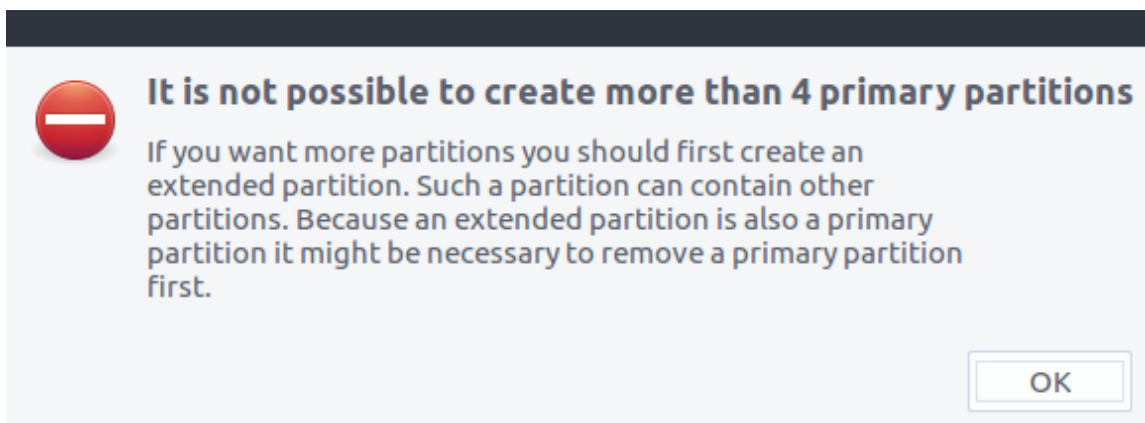 It is not possible to create more than 4 primary partitions
If you want more partitions you should first create an
extended partition. Such a partition can contain other
partitions. Because an extended partition is also a primary
partition it might be necessary to remove a primary partition
first.
OK